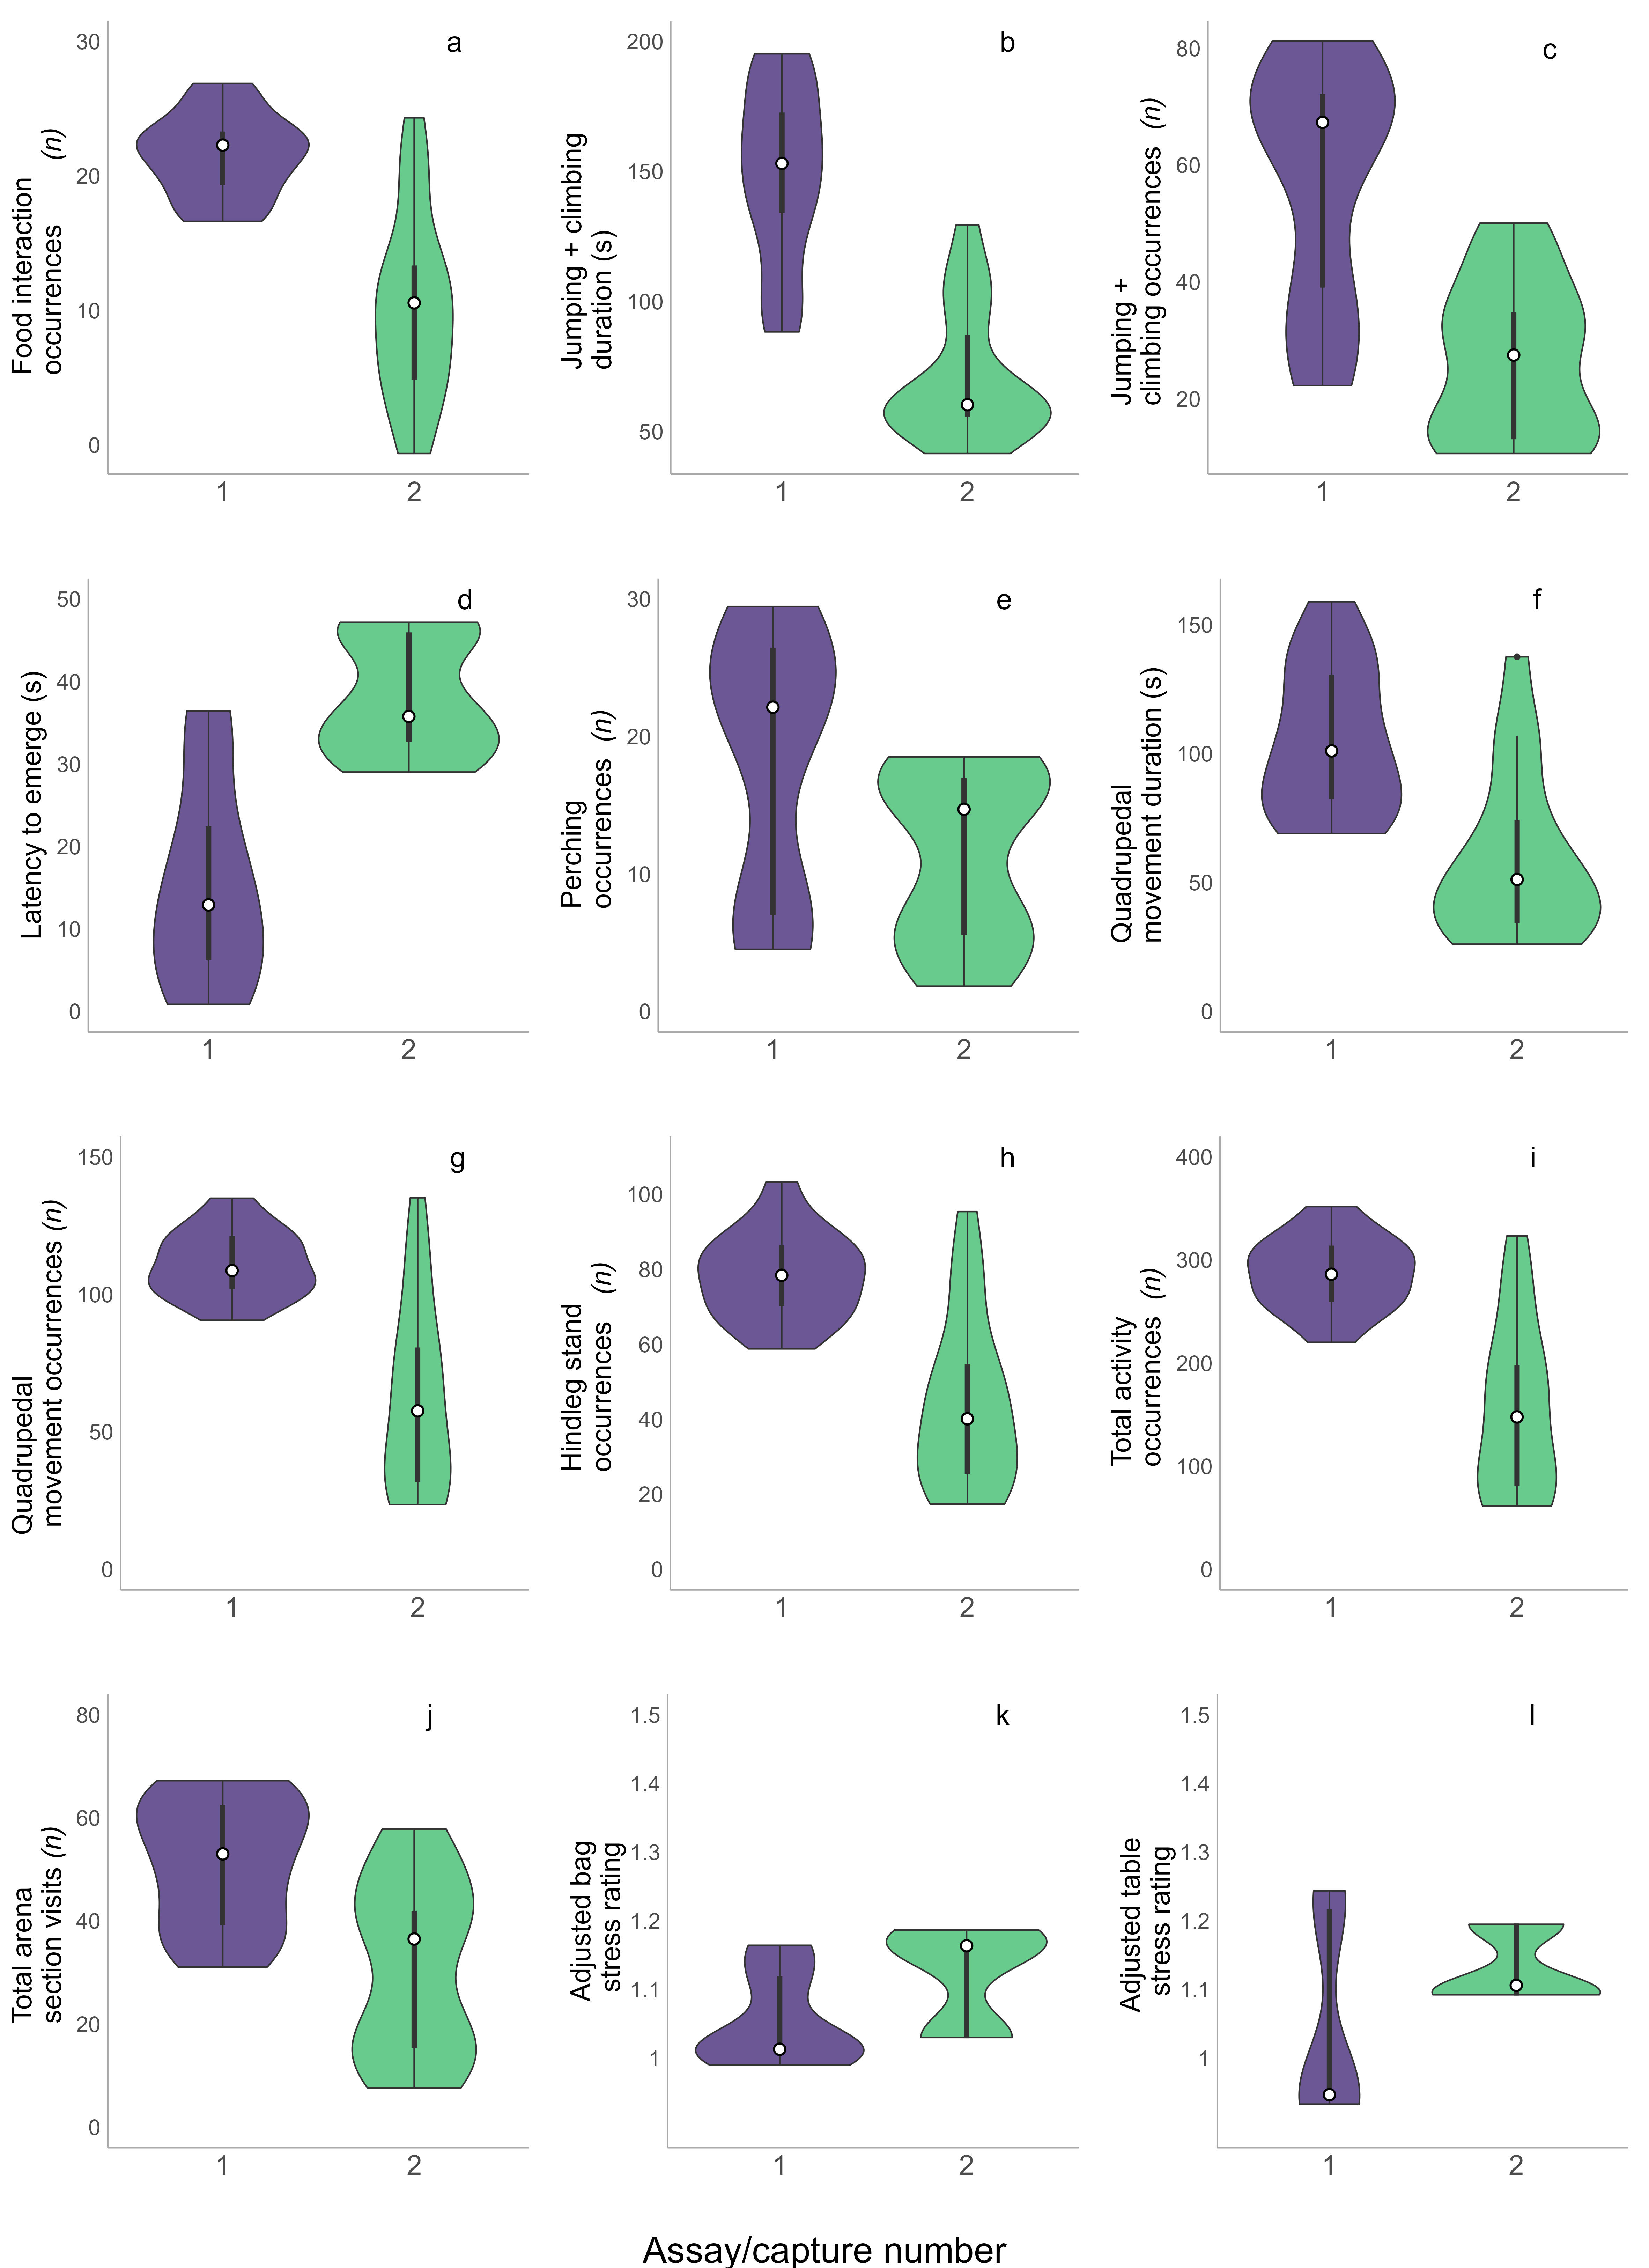 a
Food interaction
occurrences (n)
30
20
10
0
1
2
b
Jumping + climbing
duration (s)
200
150
100
50
1
2
c
Jumping +
climbing occurrences (n)
80
60
40
20
1
2
d
Latency to emerge (s)
50
40
30
20
10
0
1
2
e
Perching
occurrences (n)
30
20
10
0
1
2
f
Quadrupedal
movement duration (s)
150
100
50
0
1
2
g
Quadrupedal
movement occurrences (n)
150
100
50
0
1
2
h
Hindleg stand
occurrences (n)
100
80
60
40
20
0
1
2
i
Total activity
occurrences (n)
400
300
200
100
0
1
2
j
Total arena
section visits (n)
80
60
40
20
0
1
2
k
Adjusted bag
stress rating
1.5
1.4
1.3
1.2
1.1
1
1
2
l
Adjusted table
stress rating
1.5
1.4
1.3
1.2
1.1
1
1
2
Assay/capture number